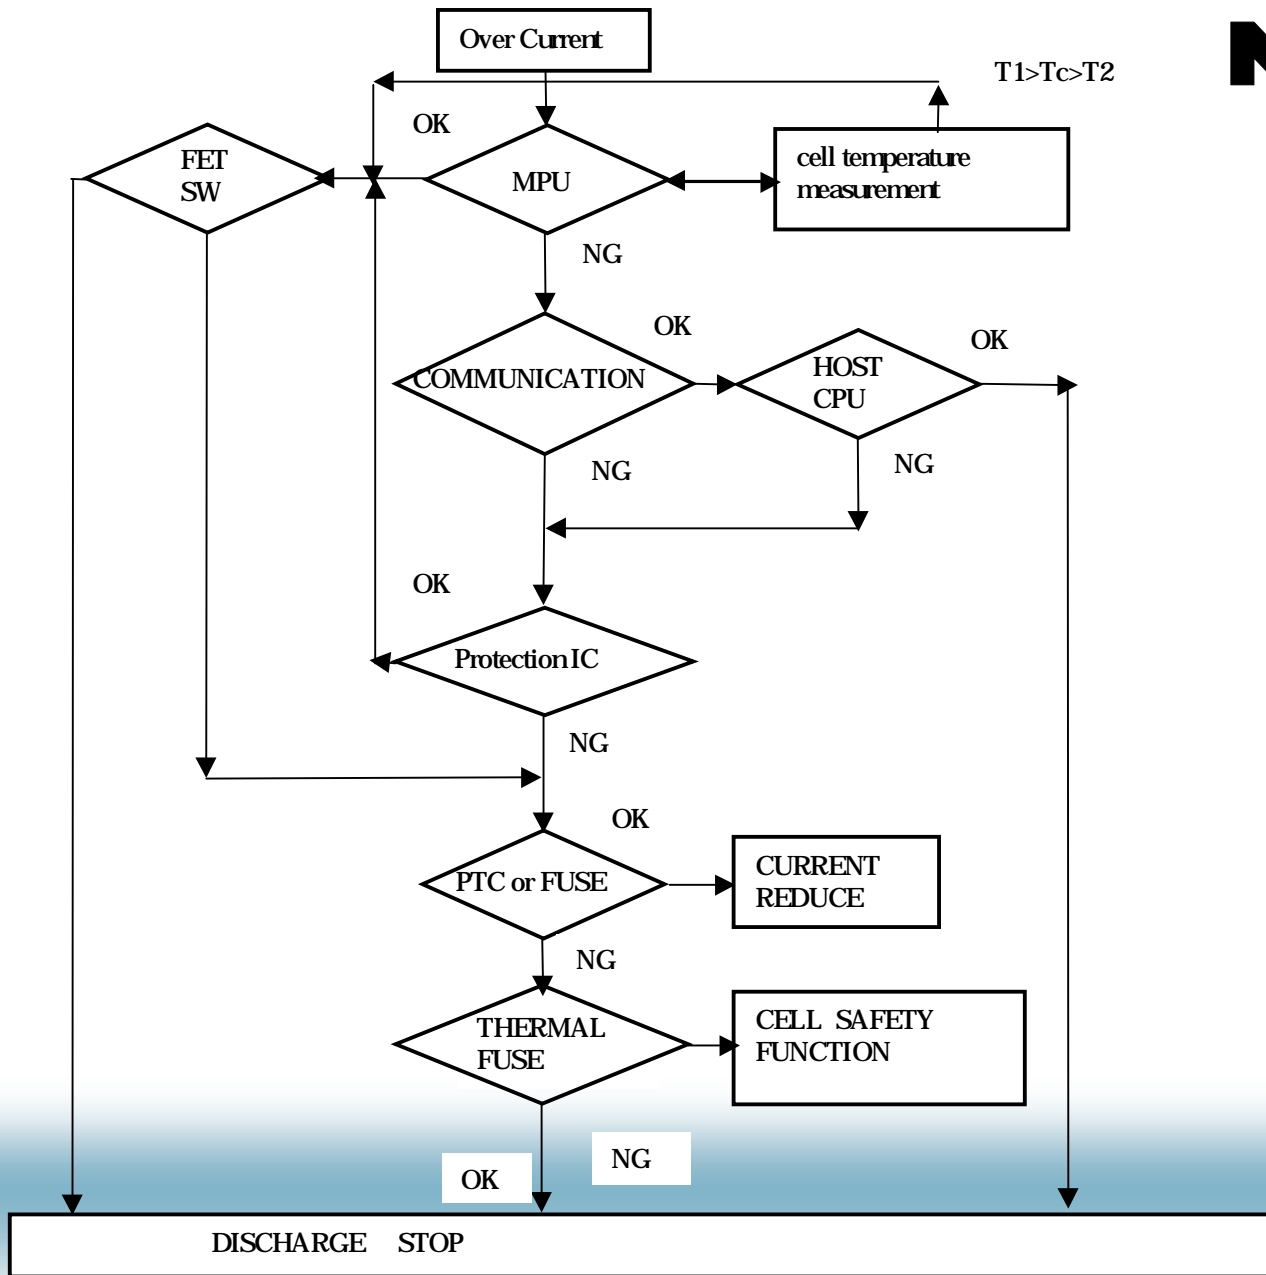 Over Current
T1>Tc>T2
OK
FET
SW
MPU
cell temperature
measurement
NG
OK
OK
COMMUNICATION
HOST
CPU
NG
NG
OK
Protection IC
NG
OK
PTC or FUSE
CURRENT
REDUCE
NG
THERMAL
FUSE
CELL SAFETY
FUNCTION
NG
OK
DISCHARGE STOP